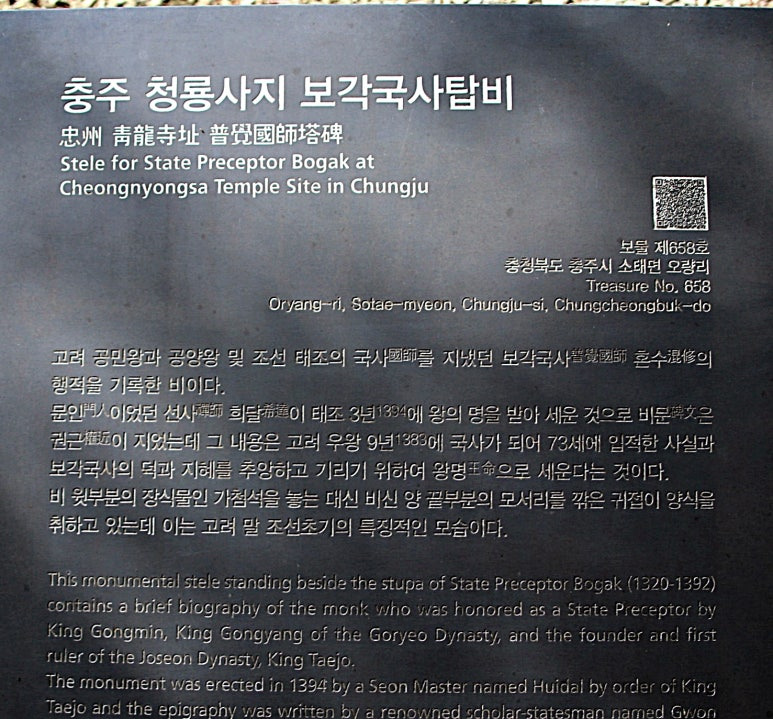 충주 청룡사지 보각국사탑비
忠州 靑龍寺址 普覺國師塔碑
Stele for State Preceptor Bogak at
Cheongnyongsa Temple Site in Chungju
보물 제658호
충청북도 충주시 소태면 오량리
Treasure No. 658
Oryang-ri, Sotae-myeon, Chungju-si, Chungcheongbuk-do
고려 공민왕과 공양왕 및 조선 태조의 국사國師를 지냈던 보각국사普覺國師 혼수混修의
행적을 기록한 비이다.
문인門人이었던 선사禪師 희달希達이 태조 3년1394에 왕의 명을 받아 세운 것으로 비문碑文은
권근權近이 지었는데 그 내용은 고려 우왕 9년1383에 국사가 되어 73세에 입적한 사실과
보각국사의 덕과 지혜를 추앙하고 기리기 위하여 왕명王命으로 세운다는 것이다.
비 윗부분의 장식물인 가첨석을 놓는 대신 비신 양 끝부분의 모서리를 깎은 귀접이 양식을
취하고 있는데 이는 고려 말 조선초기의 특징적인 모습이다.
This monumental stele standing beside the stupa of State Preceptor Bogak (1320-1392)
contains a brief biography of the monk who was honored as a State Preceptor by
King Gongmin, King Gongyang of the Goryeo Dynasty, and the founder and first
ruler of the Joseon Dynasty, King Taejo.
The monument was erected in 1394 by a Seon Master named Huidal by order of King
Taejo and the epigraphy was written by a renowned scholar-statesman named Gwon